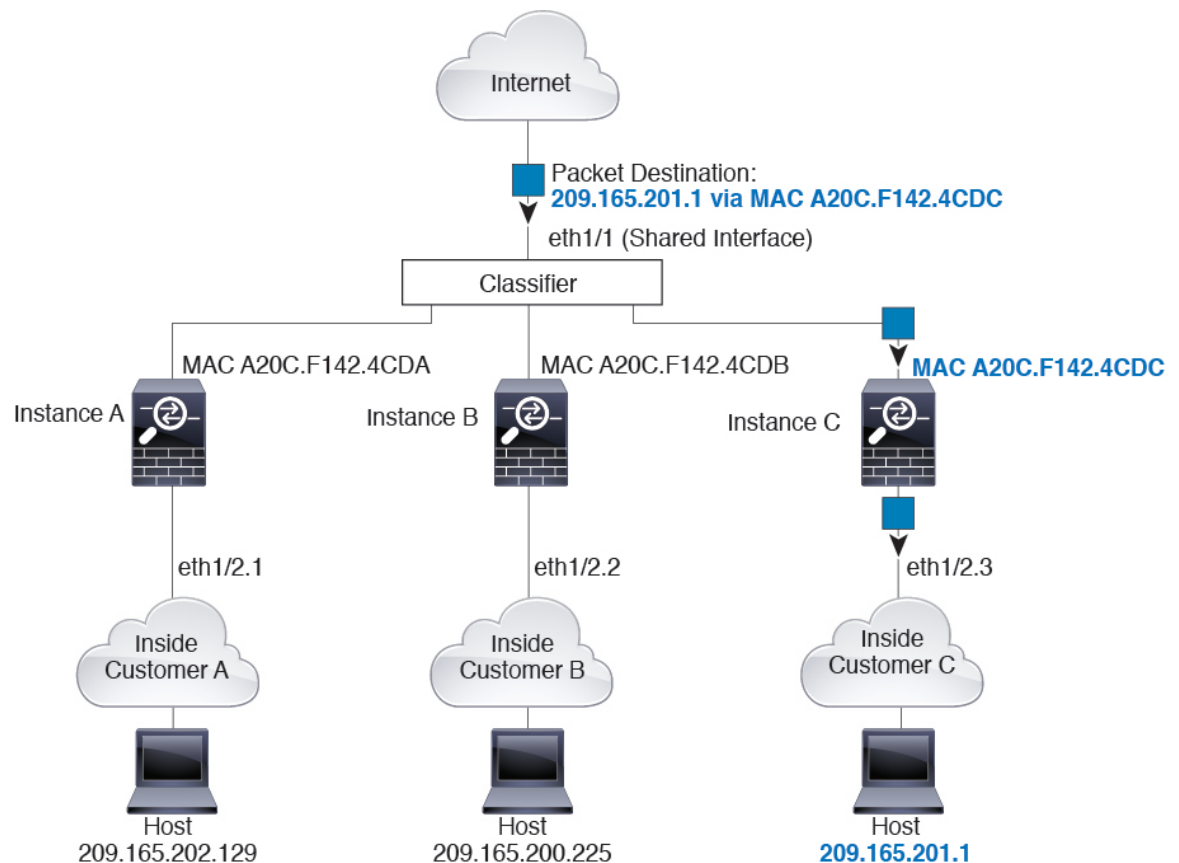 Internet
Packet Destination:
209.165.201.1 via MAC A20C.F142.4CDC
eth1/1 (Shared Interface)
Classifier
MAC A20C.F142.4CDA
MAC A20C.F142.4CDB
MAC A20C.F142.4CDC
Instance A
Instance B
Instance C
eth1/2.1
eth1/2.2
eth1/2.3
Inside
Customer A
Inside
Customer B
Inside
Customer C
Host
209.165.202.129
Host
209.165.200.225
Host
209.165.201.1